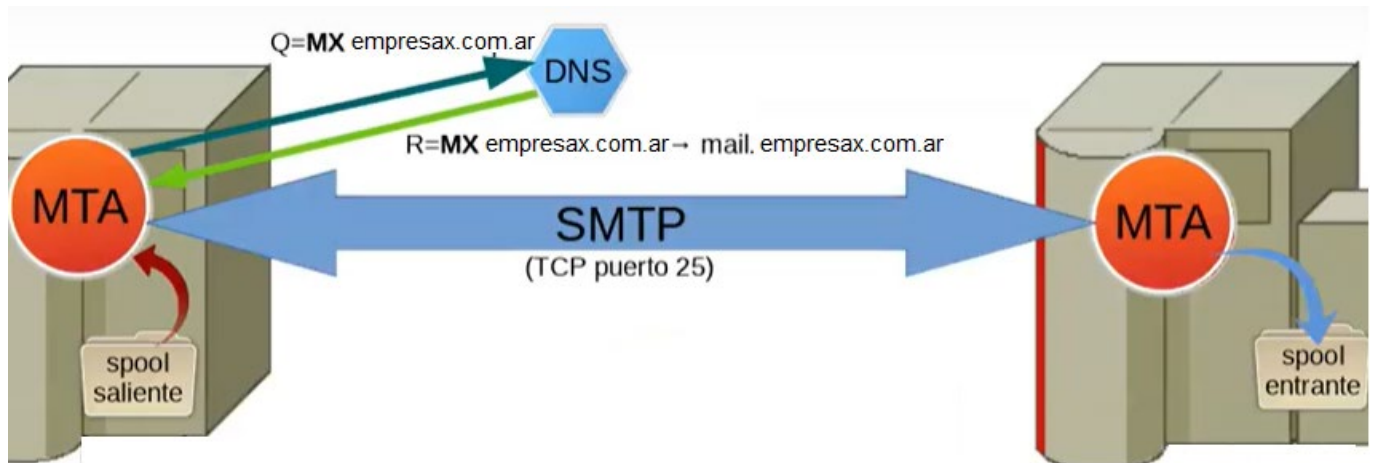 Q=MX empresax.com.ar
DNS
R=MX empresax.com.ar→ mail. empresax.com.ar
MTA
SMTP
(TCP puerto 25)
MTA
spool
saliente
spool
entrante